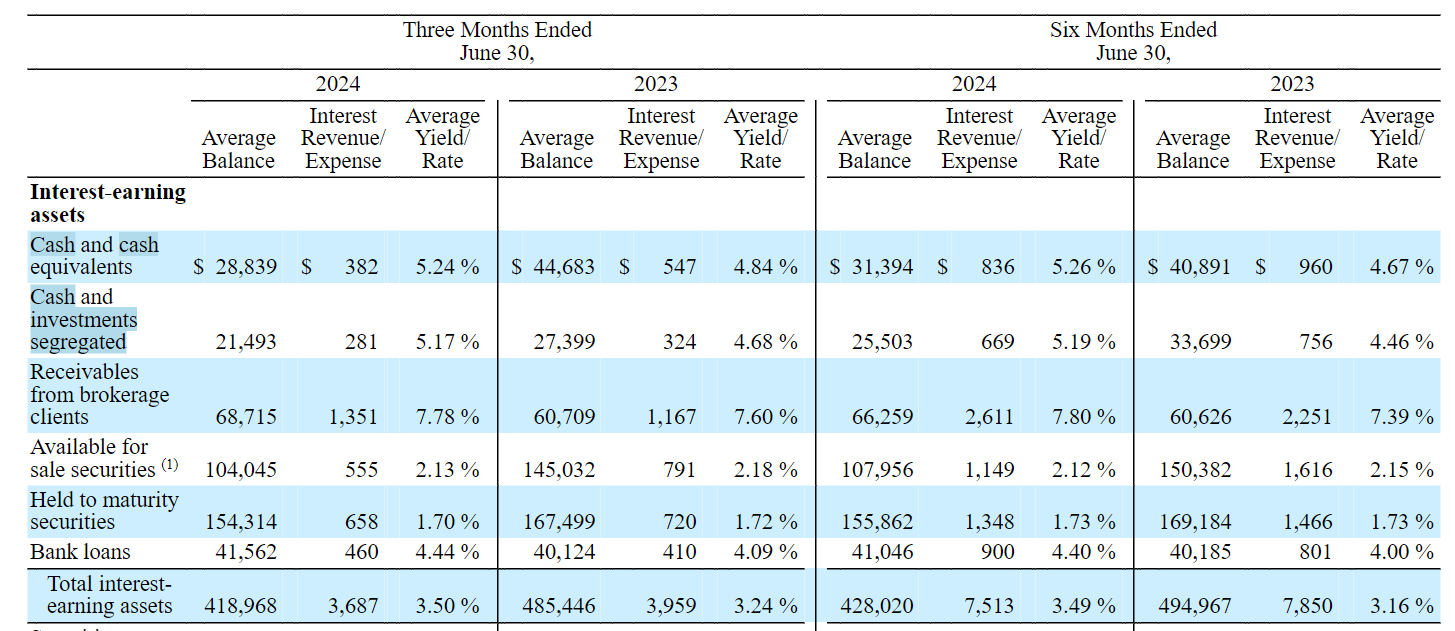 Three Months Ended Six Months Ended
June 30, June 30,
2024 2023 2024 2023
Interest Average Interest Average Interest Average Interest Average
Average Revenue/ Yield/ Average Revenue/ Yield/ Average Revenue/ Yield/ Average Revenue/ Yield/
Balance Expense Rate Balance Expense Rate Balance Expense Rate Balance Expense Rate
Interest-earning
assets
Cash and cash
equivalents $ 28,839 $ 382 5.24 % $ 44,683 $ 547 4.84 % $ 31,394 $ 836 5.26 % $ 40,891 $ 960 4.67 %
Cash and
investments
segregated 21,493 281 5.17 % 27,399 324 4.68 % 25,503 669 5.19 % 33,699 756 4.46 %
Receivables
from brokerage
clients 68,715 1,351 7.78 % 60,709 1,167 7.60 % 66,259 2,611 7.80 % 60,626 2,251 7.39 %
Available for
sale securities (1) 104,045 555 2.13 % 145,032 791 2.18 % 107,956 1,149 2.12 % 150,382 1,616 2.15 %
Held to maturity
securities 154,314 658 1.70 % 167,499 720 1.72 % 155,862 1,348 1.73 % 169,184 1,466 1.73 %
Bank loans 41,562 460 4.44 % 40,124 410 4.09 % 41,046 900 4.40 % 40,185 801 4.00 %
Total interest-
earning assets 418,968 3,687 3.50 % 485,446 3,959 3.24 % 428,020 7,513 3.49 % 494,967 7,850 3.16 %